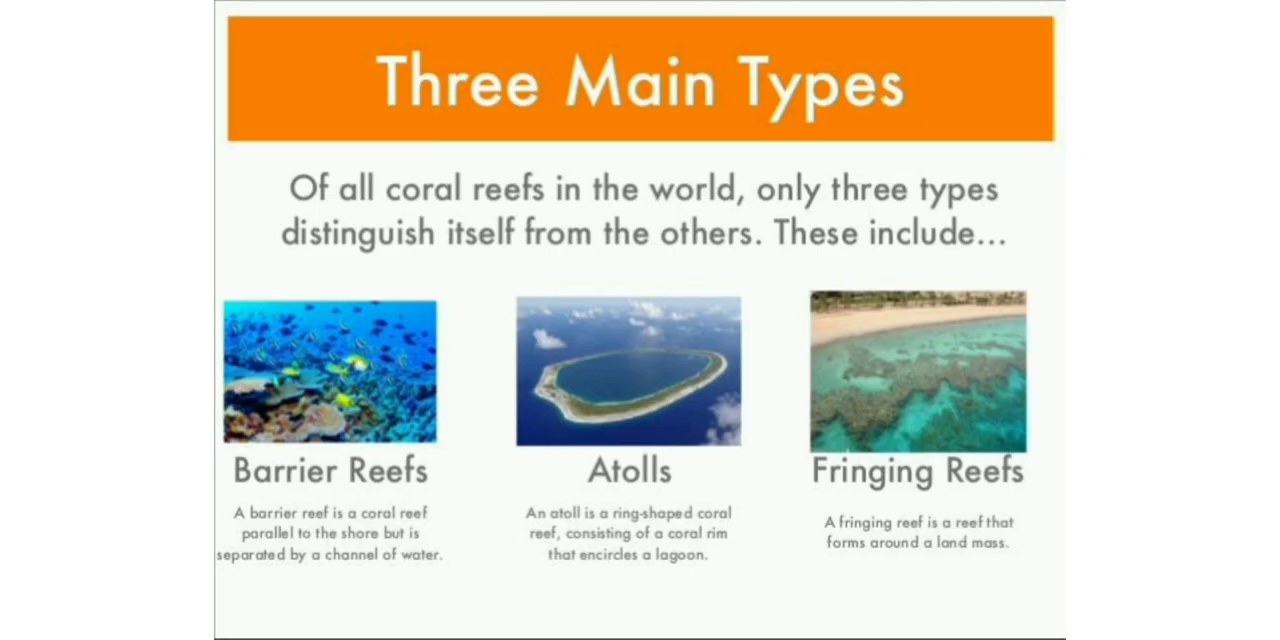 Three Main Types
Of all coral reefs in the world, only three types
distinguish itself from the others. These include...
Barrier Reefs
A barrier reef is a coral reef
parallel to the shore but is
separated by a channel of water.
Atolls
An atoll is a ring-shaped coral
reef, consisting of a coral rim
that encircles a lagoon.
Fringing Reefs
A fringing reef is a reef that
forms around a land mass.